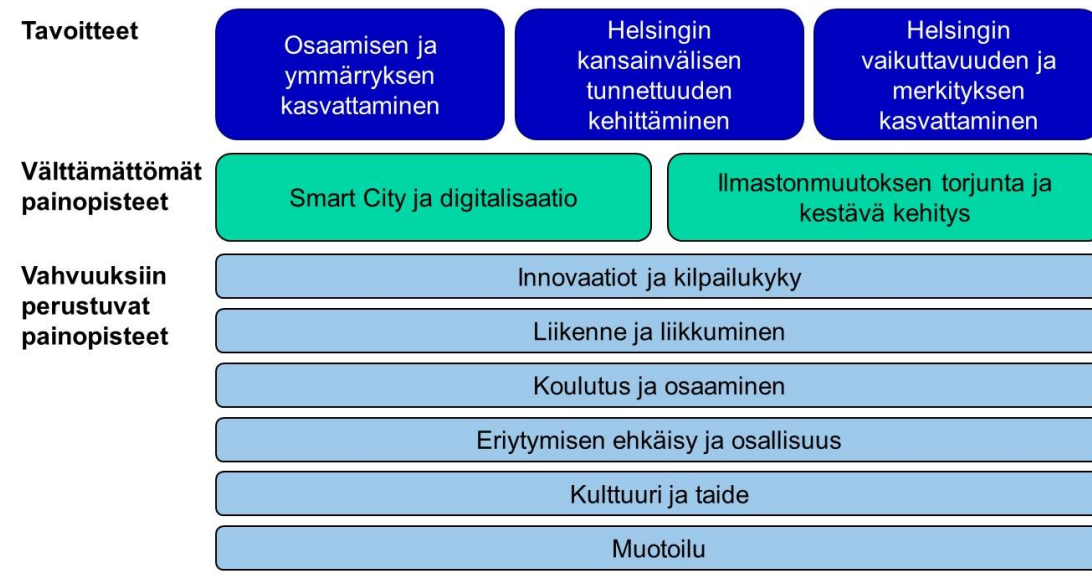 Tavoitteet
Osaamisen ja
ymmärryksen
kasvattaminen
Helsingin
kansainvälisen
tunnettuuden
kehittäminen
Helsingin
vaikuttavuuden ja
merkityksen
kasvattaminen
Välttämättömät
painopisteet
Smart City ja digitalisaatio
Ilmastonmuutoksen torjunta ja
kestävä kehitys
Vahvuuksiin
perustuvat
painopisteet
Innovaatiot ja kilpailukyky
Liikenne ja liikkuminen
Koulutus ja osaaminen
Eriytymisen ehkäisy ja osallisuus
Kulttuuri ja taide
Muotoilu